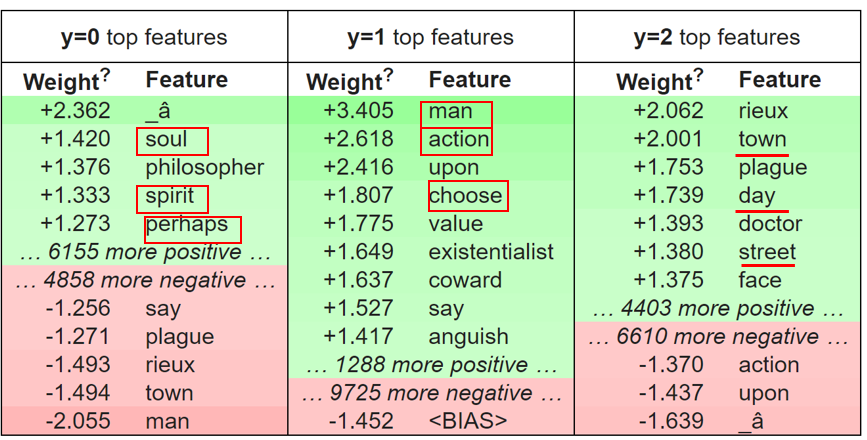 y=0 top features
Weight? Feature
+2.362 _â
+1.420 soul
+1.376 philosopher
+1.333 spirit
+1.273 perhaps
… 6155 more positive …
… 4858 more negative …
-1.256 say
-1.271 plague
-1.493 rieux
-1.494 town
-2.055 man
y=1 top features
Weight? Feature
+3.405 man
+2.618 action
+2.416 upon
+1.807 choose
+1.775 value
+1.649 existentialist
+1.637 coward
+1.527 say
+1.417 anguish
… 1288 more positive …
… 9725 more negative …
-1.452 <BIAS>
y=2 top features
Weight? Feature
+2.062 rieux
+2.001 town
+1.753 plague
+1.739 day
+1.393 doctor
+1.380 street
+1.375 face
… 4403 more positive …
… 6610 more negative …
-1.370 action
-1.437 upon
-1.639 _â